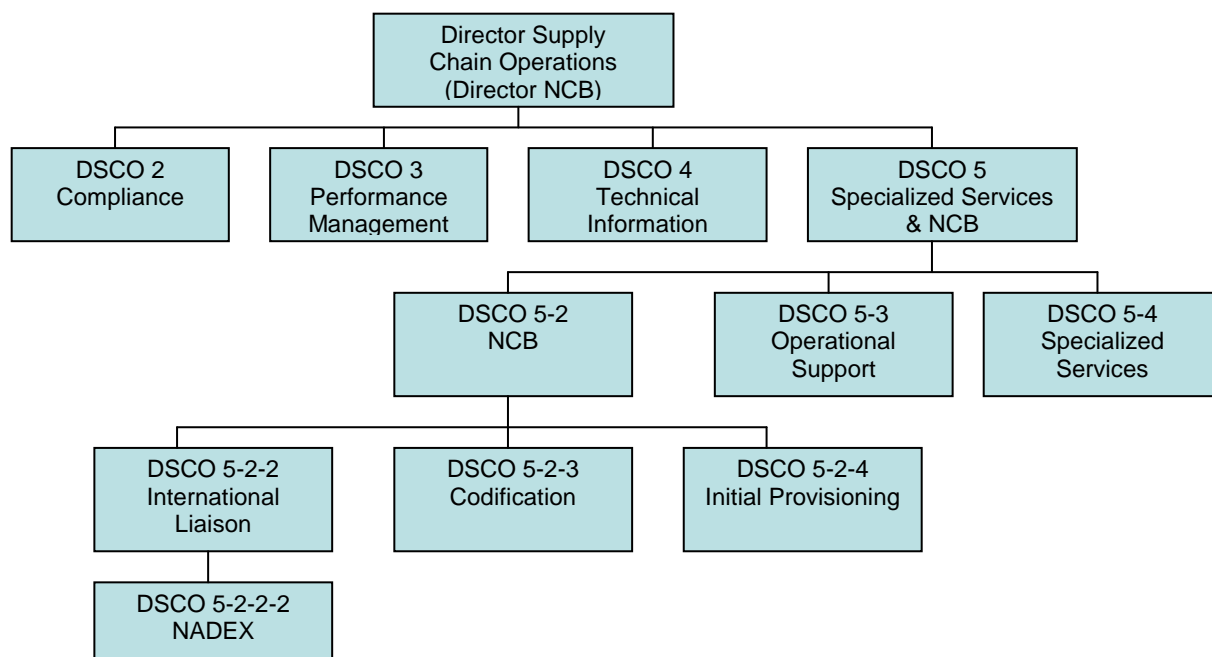 Director Supply
Chain Operations
(Director NCB)
DSCO 2
Compliance
DSCO 3
Performance
Management
DSCO 4
Technical
Information
DSCO 5
Specialized Services
& NCB
DSCO 5-2
NCB
DSCO 5-3
Operational
Support
DSCO 5-4
Specialized
Services
DSCO 5-2-2
International
Liaison
DSCO 5-2-3
Codification
DSCO 5-2-4
Initial Provisioning
DSCO 5-2-2-2
NADEX